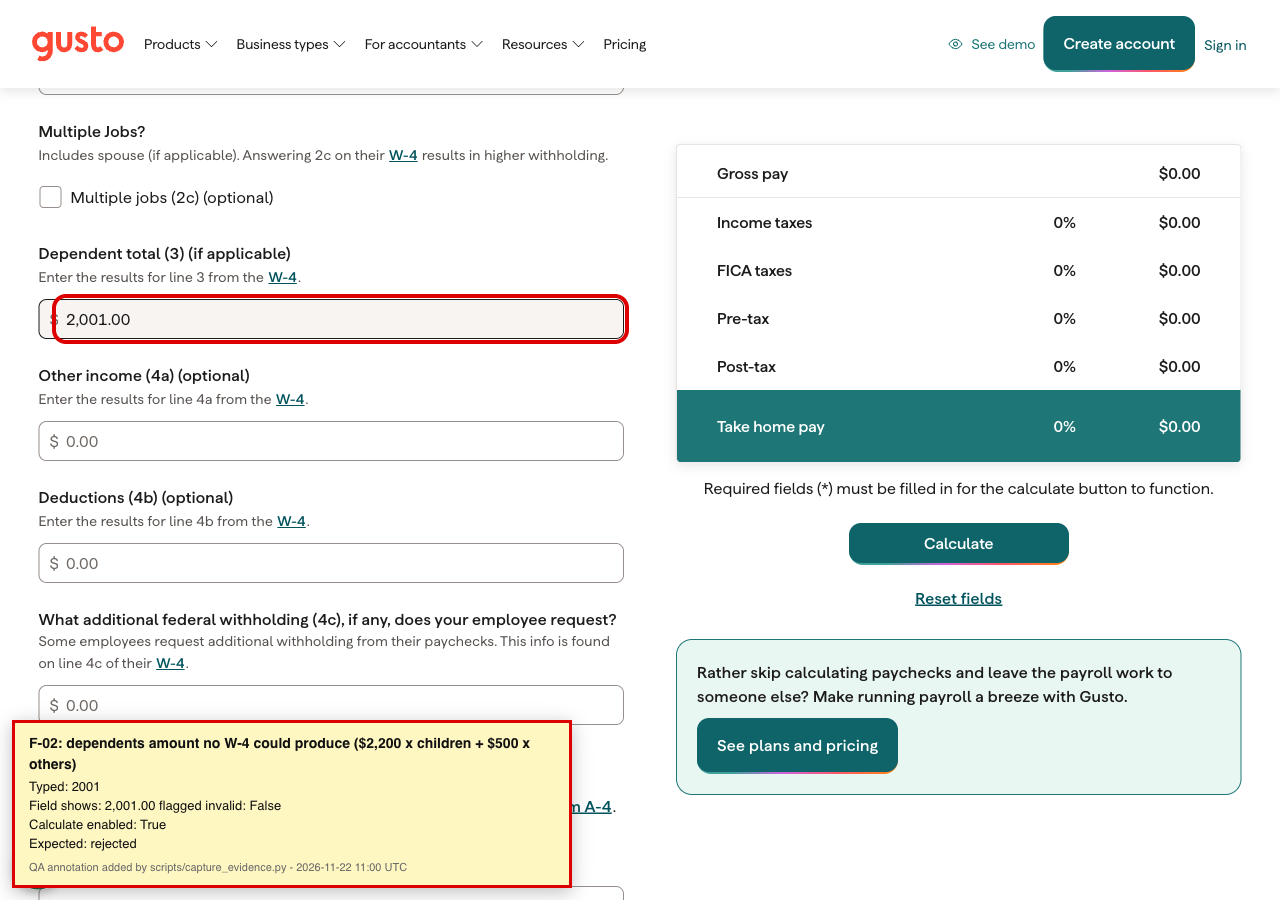 gusto
Products
Business types
For accountants
Resources
Pricing
See demo
Create account
Sign in
Multiple Jobs?
Includes spouse (if applicable). Answering 2c on their W-4 results in higher withholding.
Multiple jobs (2c) (optional)
Dependent total (3) (if applicable)
Enter the results for line 3 from the W-4.
$ 2,001.00
Other income (4a) (optional)
Enter the results for line 4a from the W-4.
$ 0.00
Deductions (4b) (optional)
Enter the results for line 4b from the W-4.
$ 0.00
What additional federal withholding (4c), if any, does your employee request?
Some employees request additional withholding from their paychecks. This info is found
on line 4c of their W-4.
$ 0.00
A-4.
F-02: dependents amount no W-4 could produce ($2,200 x children + $500 x
others)
Typed: 2001
Field shows: 2,001.00 flagged invalid: False
Calculate enabled: True
Expected: rejected
QA annotation added by scripts/capture_evidence.py - 2026-11-22 11:00 UTC
Gross pay $0.00
Income taxes 0% $0.00
FICA taxes 0% $0.00
Pre-tax 0% $0.00
Post-tax 0% $0.00
Take home pay 0% $0.00
Required fields (*) must be filled in for the calculate button to function.
Calculate
Reset fields
Rather skip calculating paychecks and leave the payroll work to
someone else? Make running payroll a breeze with Gusto.
See plans and pricing